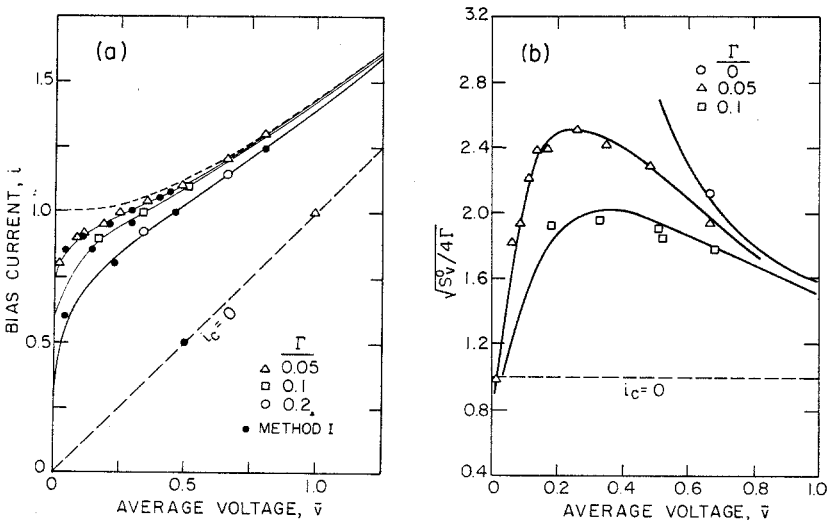 (a)
1.5
1.0
0.5
0
BIAS CURRENT, i
i_c = 0
Γ
△ 0.05
□ 0.1
○ 0.2
● METHOD I
0 0.5 1.0
AVERAGE VOLTAGE, v̄
(b)
Γ
○ 0
△ 0.05
□ 0.1
3.2
2.8
2.4
2.0
1.6
1.2
0.8
0.4
√S_v^0/4Γ
i_c = 0
0 0.2 0.4 0.6 0.8 1.0
AVERAGE VOLTAGE, v̄